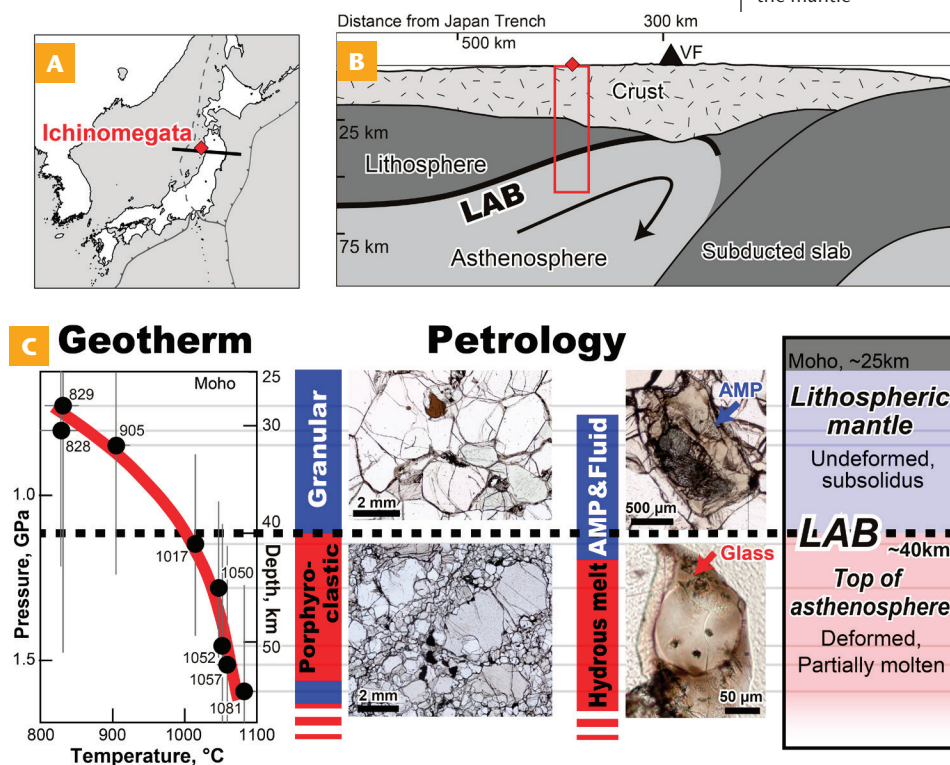 the mantle
Distance from Japan Trench
500 km
300 km
A
Ichinomegata
B
VF
Crust
25 km
Lithosphere
LAB
75 km
Asthenosphere
Subducted slab
C
Geotherm
Petrology
Moho
25
829
30
828
905
1.0
40
1017
1050
50
1052
1057
1081
1.5
Pressure, GPa
Depth, km
800
900
1000
1100
Temperature, °C
Granular
Porphyro-
clastic
2 mm
2 mm
AMP&Fluid
Hydrous melt
AMP
500 µm
Glass
50 µm
Moho, ~25km
Lithospheric
mantle
Undeformed,
subsolidus
LAB
~40km
Top of
asthenosphere
Deformed,
Partially molten